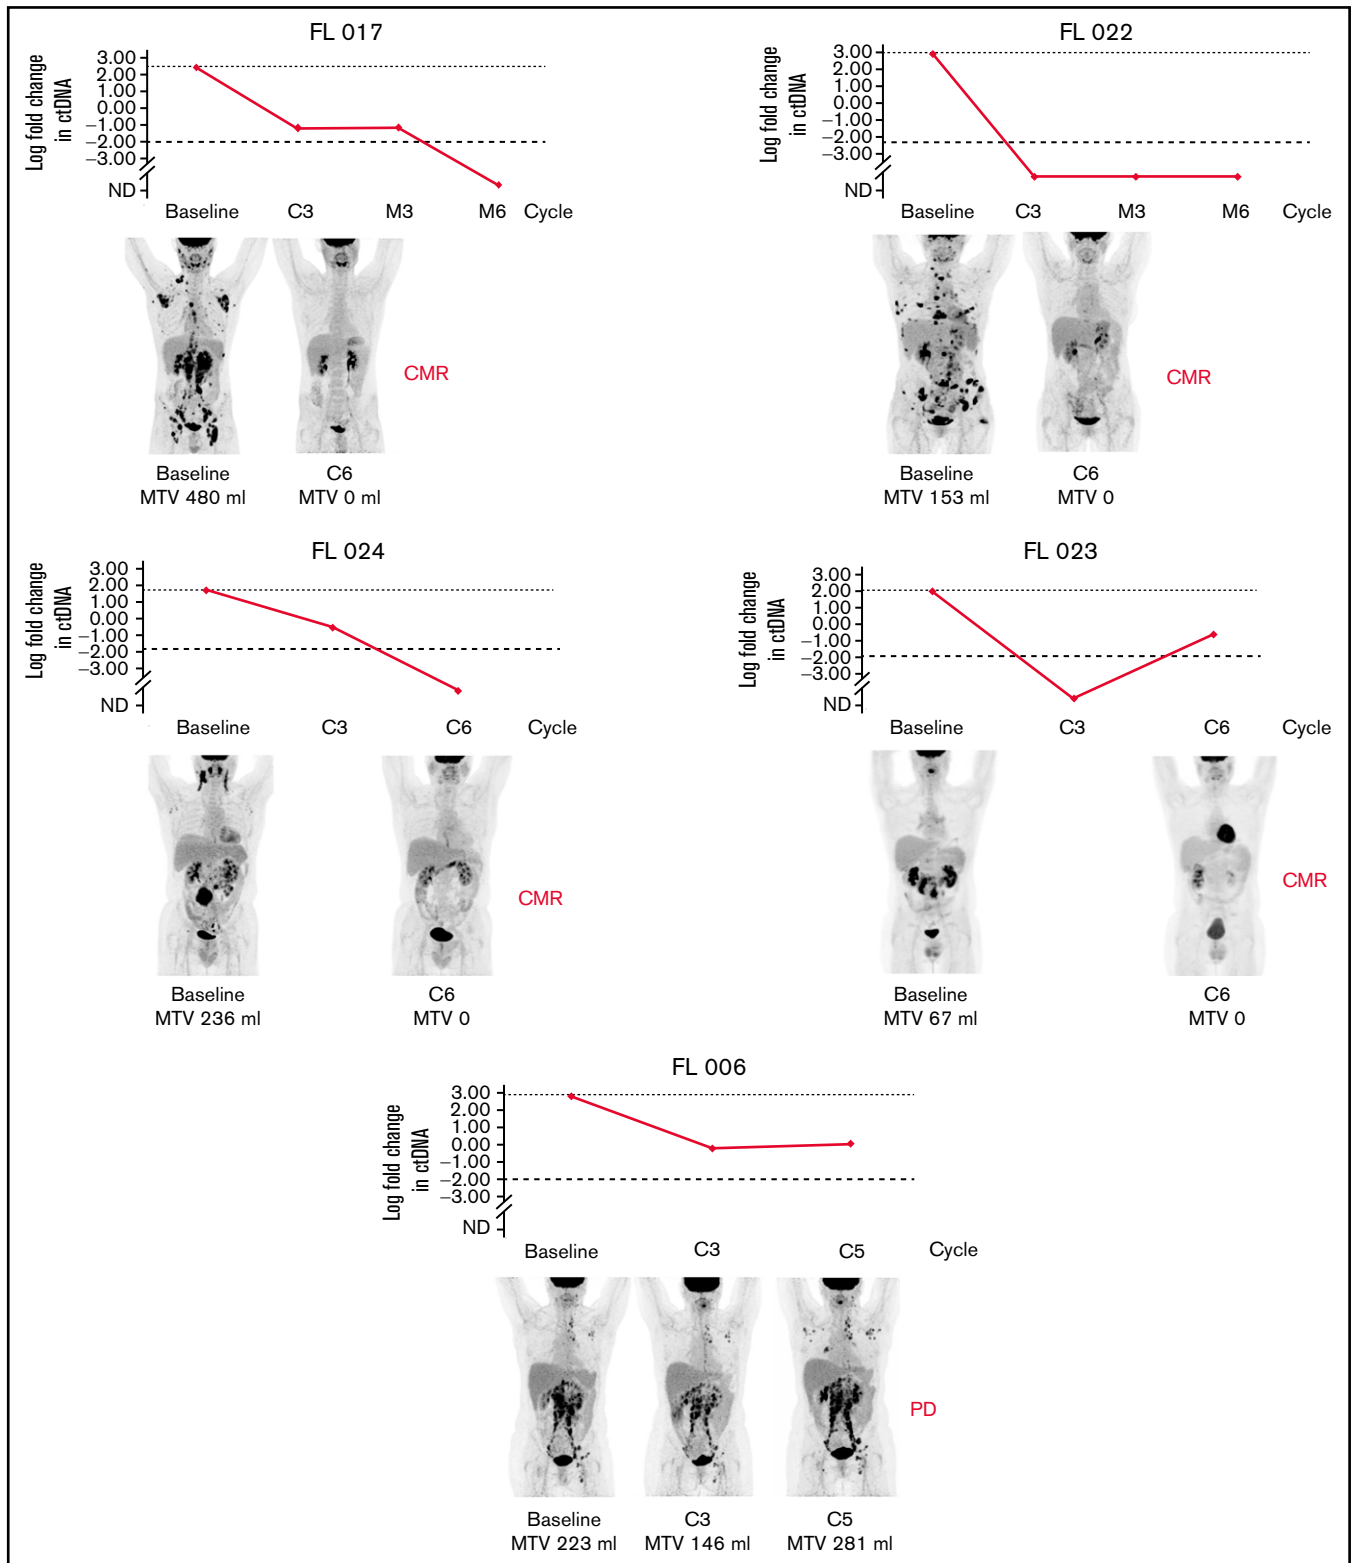 FL 017
Log fold change
in ctDNA
3.00
2.00
1.00
0.00
−1.00
−2.00
−3.00
ND
Baseline C3 M3 M6 Cycle
CMR
Baseline C6
MTV 480 ml MTV 0 ml
FL 022
Log fold change
in ctDNA
3.00
2.00
1.00
0.00
−1.00
−2.00
−3.00
ND
Baseline C3 M3 M6 Cycle
CMR
Baseline C6
MTV 153 ml MTV 0
FL 024
Log fold change
in ctDNA
3.00
2.00
1.00
0.00
−1.00
−2.00
−3.00
ND
Baseline C3 C6 Cycle
CMR
Baseline C6
MTV 236 ml MTV 0
FL 023
Log fold change
in ctDNA
3.00
2.00
1.00
0.00
−1.00
−2.00
−3.00
ND
Baseline C3 C6 Cycle
CMR
Baseline C6
MTV 67 ml MTV 0
FL 006
Log fold change
in ctDNA
3.00
2.00
1.00
0.00
−1.00
−2.00
−3.00
ND
Baseline C3 C5 Cycle
PD
Baseline C3 C5
MTV 223 ml MTV 146 ml MTV 281 ml